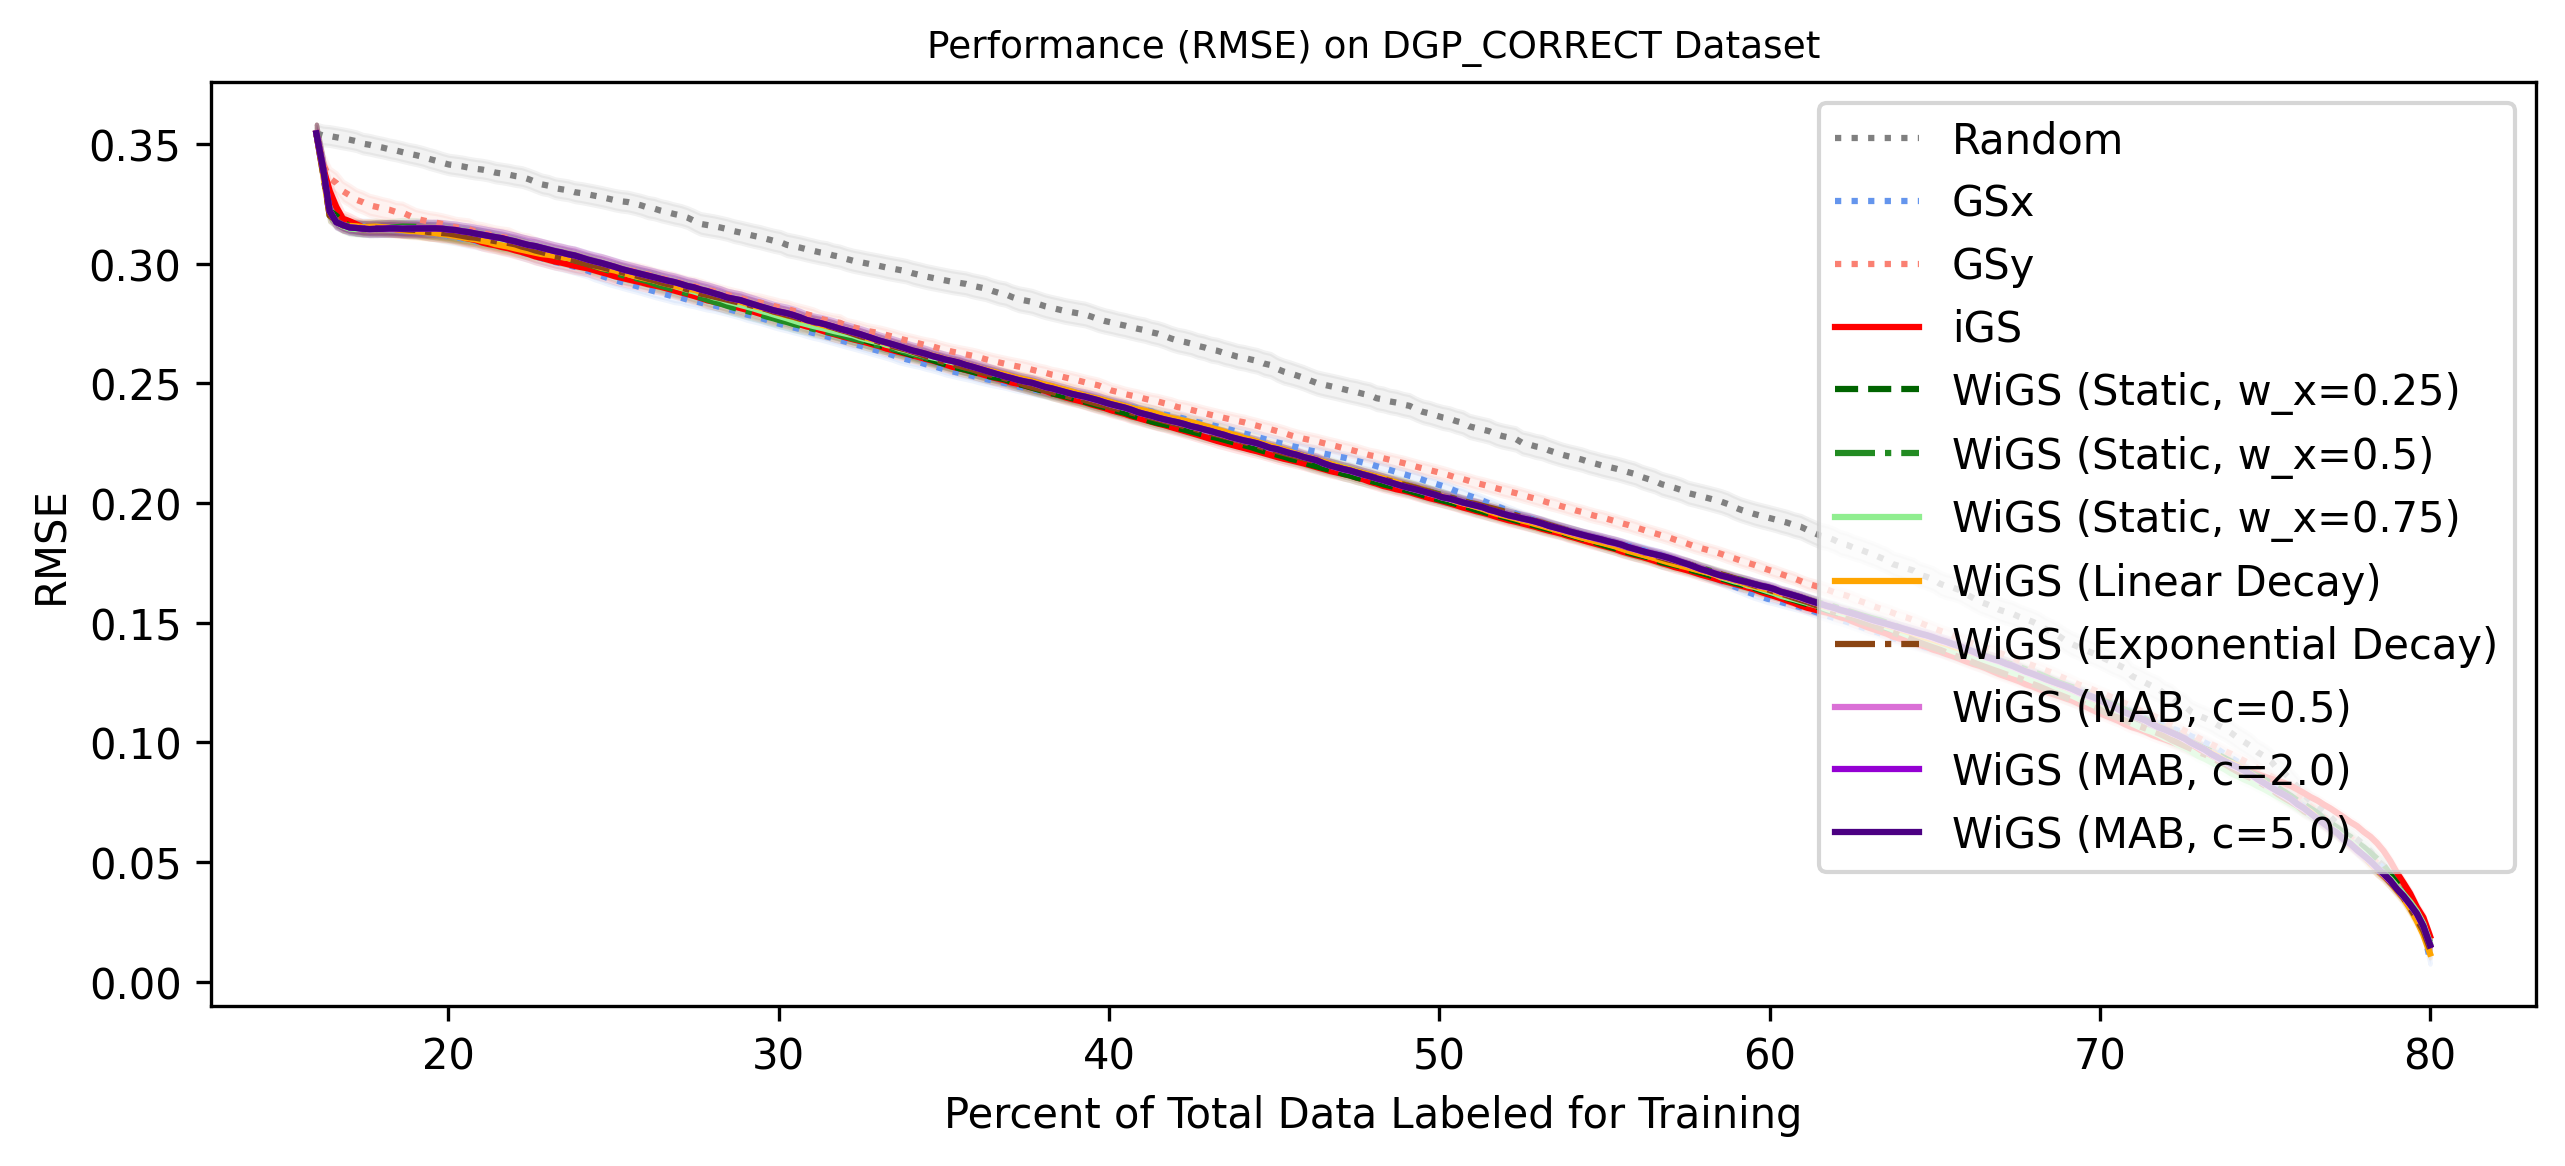 Performance (RMSE) on DGP_CORRECT Dataset
RMSE
0.35
0.30
0.25
0.20
0.15
0.10
0.05
0.00
20
30
40
50
60
70
80
Percent of Total Data Labeled for Training
Random
GSx
GSy
iGS
WiGS (Static, w_x=0.25)
WiGS (Static, w_x=0.5)
WiGS (Static, w_x=0.75)
WiGS (Linear Decay)
WiGS (Exponential Decay)
WiGS (MAB, c=0.5)
WiGS (MAB, c=2.0)
WiGS (MAB, c=5.0)